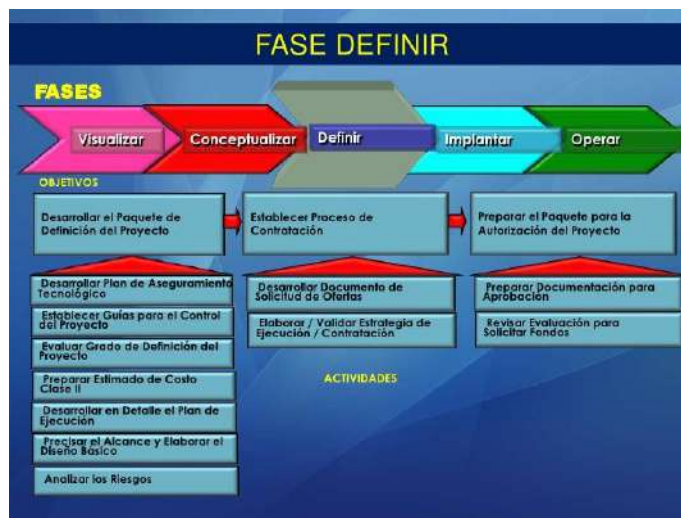 FASE DEFINIR
FASES
Visualizar
Conceptualizar
Definir
Implantar
Operar
OBJETIVOS
Desarrollar el Paquete de
Definición del Proyecto
Establecer Proceso de
Contratación
Preparar el Paquete para la
Autorización del Proyecto
Desarrollar Plan de Aseguramiento
Tecnológico
Establecer Guías para el Control
del Proyecto
Evaluar Grado de Definición del
Proyecto
Preparar Estimado de Costo
Clase II
Desarrollar en Detalle el Plan de
Ejecución
Precisar el Alcance y Elaborar el
Diseño Básico
Analizar los Riesgos
Desarrollar Documento de
Solicitud de Ofertas
Elaborar / Validar Estrategia de
Ejecución / Contratación
Preparar Documentación para
Aprobación
Revisar Evaluación para
Solicitar Fondos
ACTIVIDADES